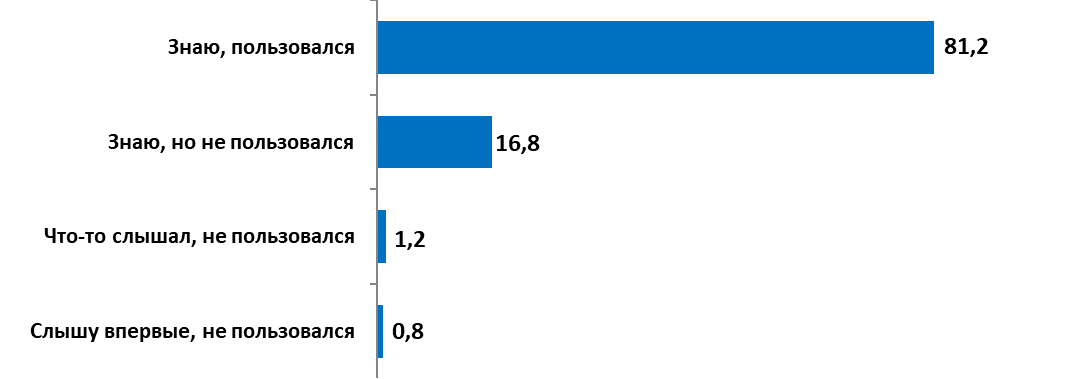 Знаю, пользовался
81,2
Знаю, но не пользовался
16,8
Что-то слышал, не пользовался
1,2
Слышу впервые, не пользовался
0,8